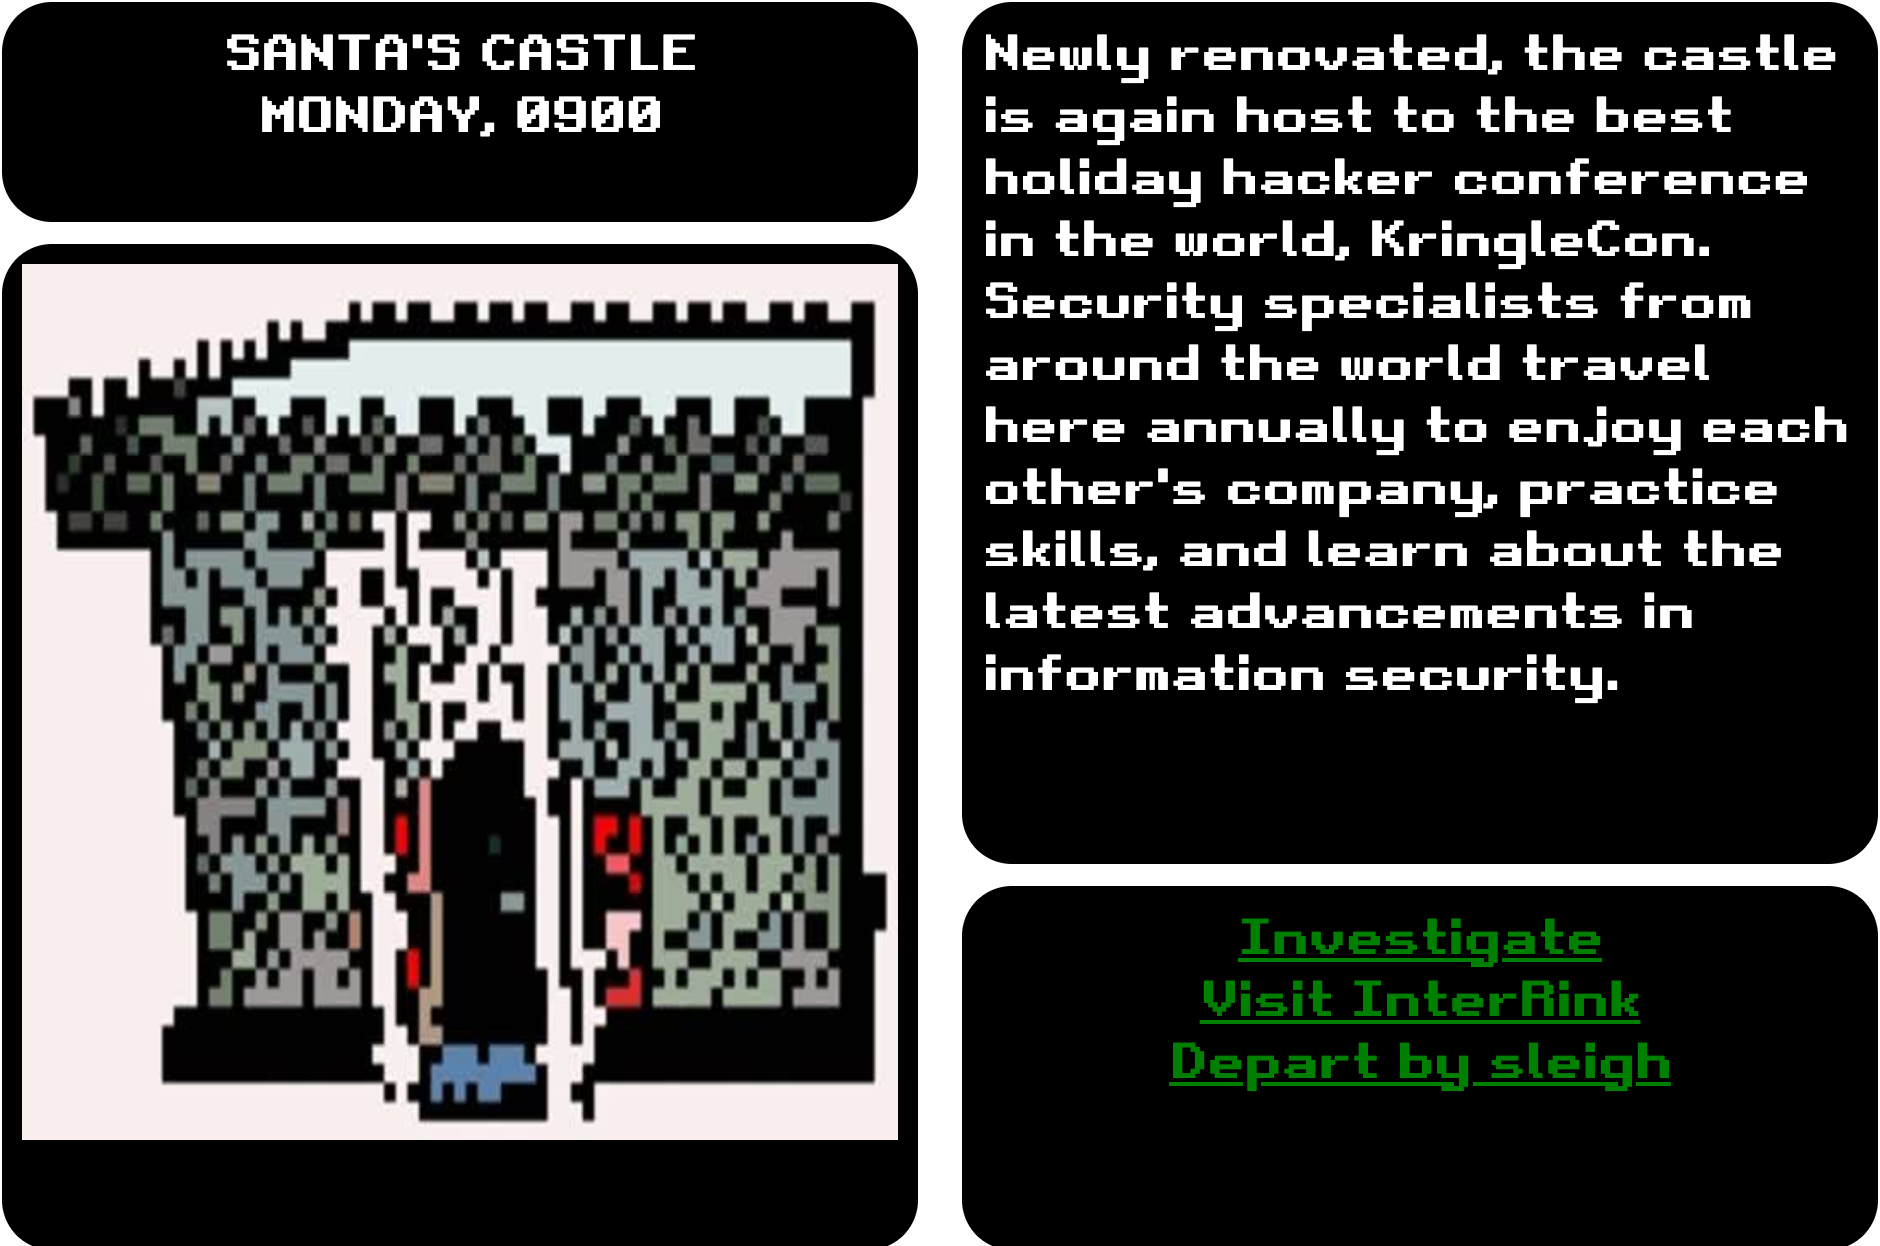 SANTA'S CASTLE
MONDAY, 0900
Newly renovated, the castle
is again host to the best
holiday hacker conference
in the world, KringleCon.
Security specialists from
around the world travel
here annually to enjoy each
other's company, practice
skills, and learn about the
latest advancements in
information security.
Investigate
Visit InterRink
Depart by sleigh